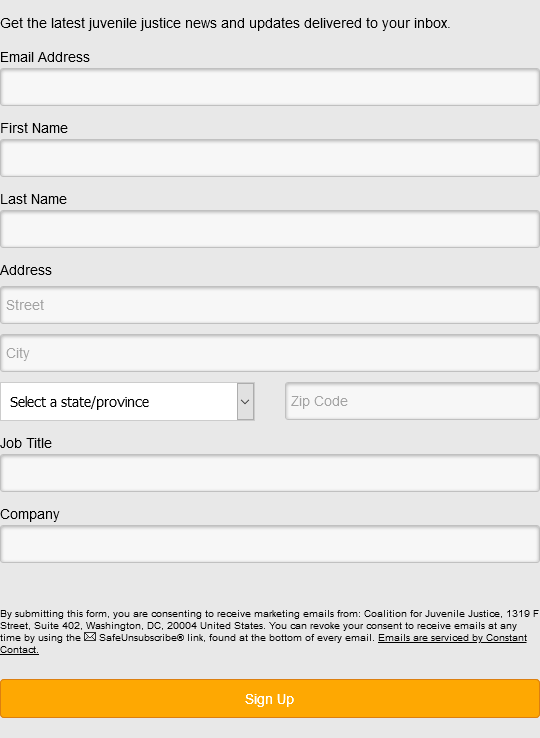 Get the latest juvenile justice news and updates delivered to your inbox.
Email Address
First Name
Last Name
Address
Street
City
Select a state/province
Zip Code
Job Title
Company
By submitting this form, you are consenting to receive marketing emails from: Coalition for Juvenile Justice, 1319 F
Street, Suite 402, Washington, DC, 20004 United States. You can revoke your consent to receive emails at any
time by using the SafeUnsubscribe® link, found at the bottom of every email. Emails are serviced by Constant
Contact.
Sign Up